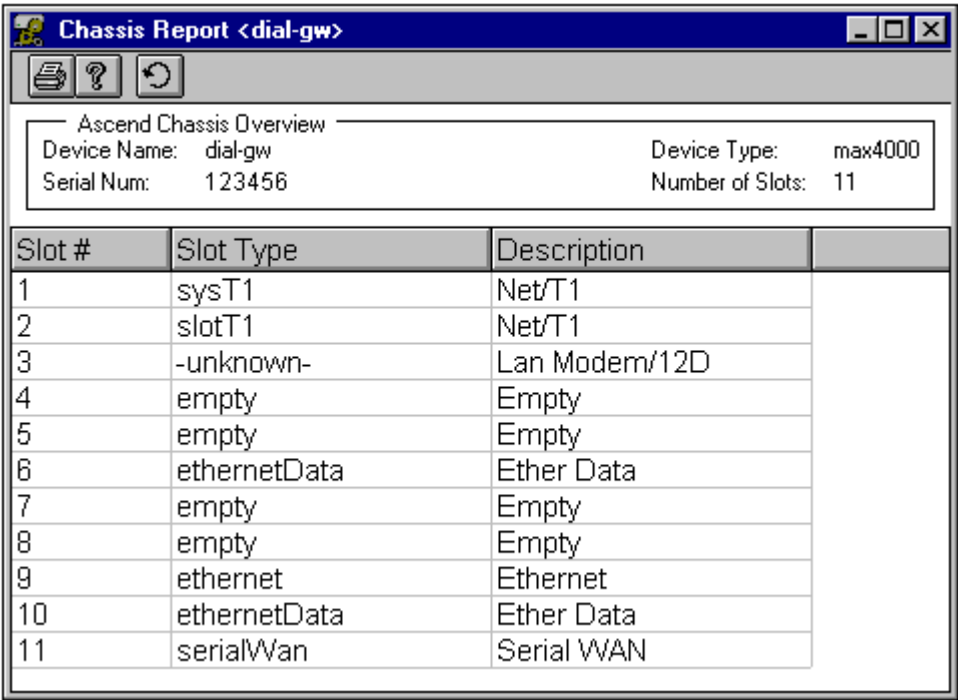 Chassis Report <dial-gw>
Ascend Chassis Overview
Device Name: dial-gw Device Type: max4000
Serial Num: 123456 Number of Slots: 11
Slot # Slot Type Description
1 sysT1 Net/T1
2 slotT1 Net/T1
3 -unknown- Lan Modem/12D
4 empty Empty
5 empty Empty
6 ethernetData Ether Data
7 empty Empty
8 empty Empty
9 ethernet Ethernet
10 ethernetData Ether Data
11 serialWan Serial WAN